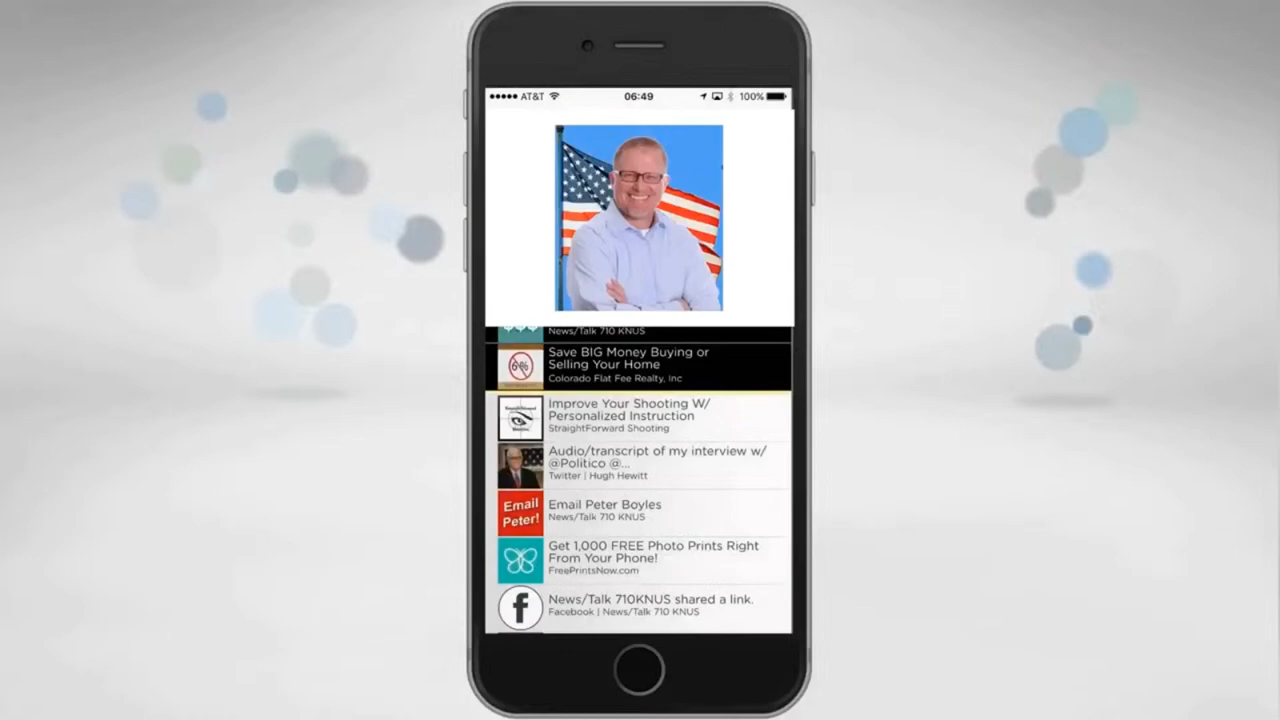 AT&T
06:49
100%
$$$
News/Talk 710 KNUS
6%
Save BIG Money Buying or
Selling Your Home
Colorado Flat Fee Realty, Inc
Improve Your Shooting W/
Personalized Instruction
StraightForward Shooting
Audio/transcript of my interview w/
@Politico @...
Twitter | Hugh Hewitt
Email
Peter!
Email Peter Boyles
News/Talk 710 KNUS
Get 1,000 FREE Photo Prints Right
From Your Phone!
FreePrintsNow.com
f
News/Talk 710KNUS shared a link.
Facebook | News/Talk 710 KNUS